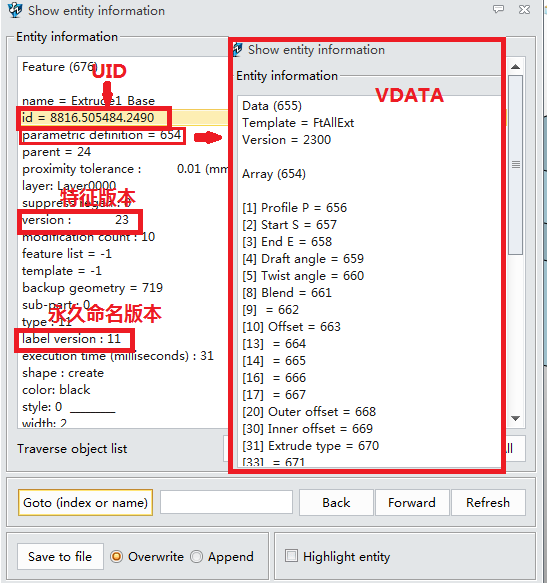 Show entity information
Entity information
Feature (676)
UID
name = Extrude1_Base
id = 8816.505484.2490
parametric definition = 654
parent = 24
proximity tolerance : 0.01 (mm
layer: Layer0000
特征版本
version : 23
modification count : 10
feature list = -1
template = -1
backup geometry = 719
sub-part : 0
永久命名版本
type : 11
label version : 11
execution time (milliseconds) : 31
shape : create
color: black
style: 0
width: 2
Traverse object list
Show entity information
Entity information
VDATA
Data (655)
Template = FtAllExt
Version = 2300
Array (654)
[1] Profile P = 656
[2] Start S = 657
[3] End E = 658
[4] Draft angle = 659
[5] Twist angle = 660
[8] Blend = 661
[9] = 662
[10] Offset = 663
[13] = 664
[14] = 665
[16] = 666
[17] = 667
[20] Outer offset = 668
[30] Inner offset = 669
[31] Extrude type = 670
[33] = 671
Goto (index or name)
Back
Forward
Refresh
Save to file
Overwrite
Append
Highlight entity